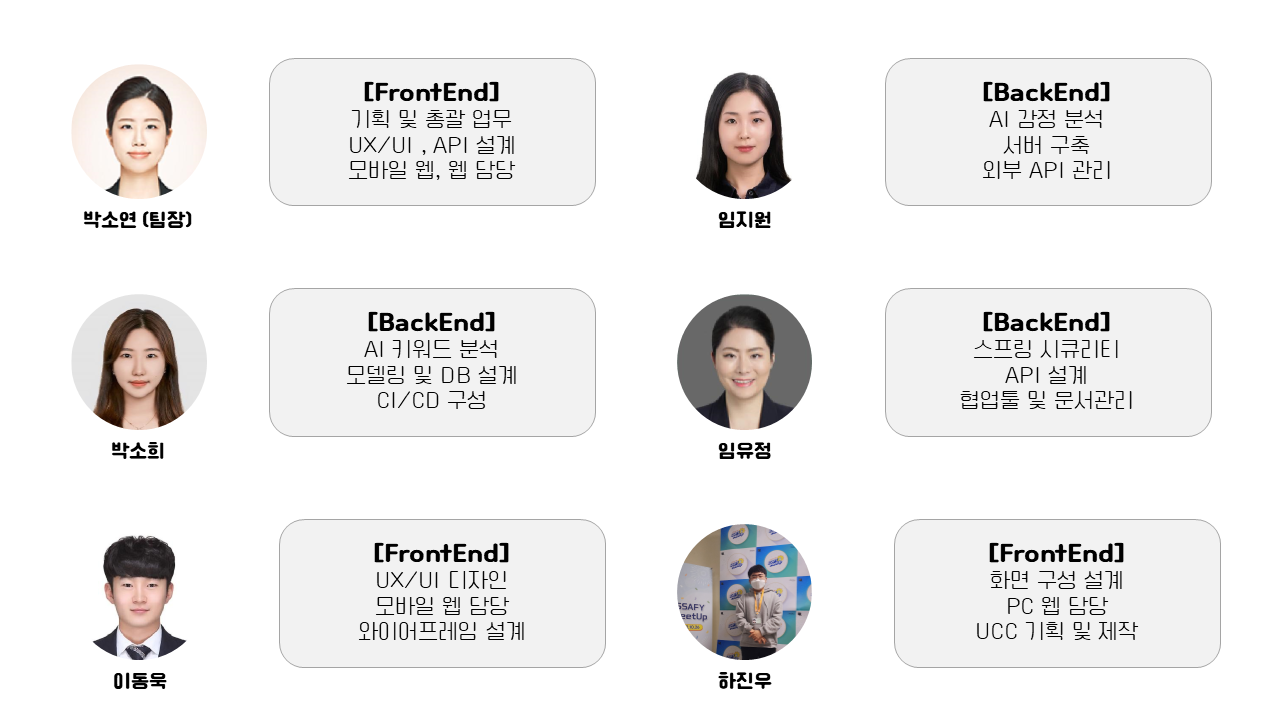 [FrontEnd]
기획 및 총괄 업무
UX/UI , API 설계
모바일 웹, 웹 담당
박소연 (팀장)
[BackEnd]
AI 감정 분석
서버 구축
외부 API 관리
임지원
[BackEnd]
AI 키워드 분석
모델링 및 DB 설계
CI/CD 구성
박소희
[BackEnd]
스프링 시큐리티
API 설계
협업툴 및 문서관리
임유정
[FrontEnd]
UX/UI 디자인
모바일 웹 담당
와이어프레임 설계
이동욱
[FrontEnd]
화면 구성 설계
PC 웹 담당
UCC 기획 및 제작
SSAFY
eetUp
하진우